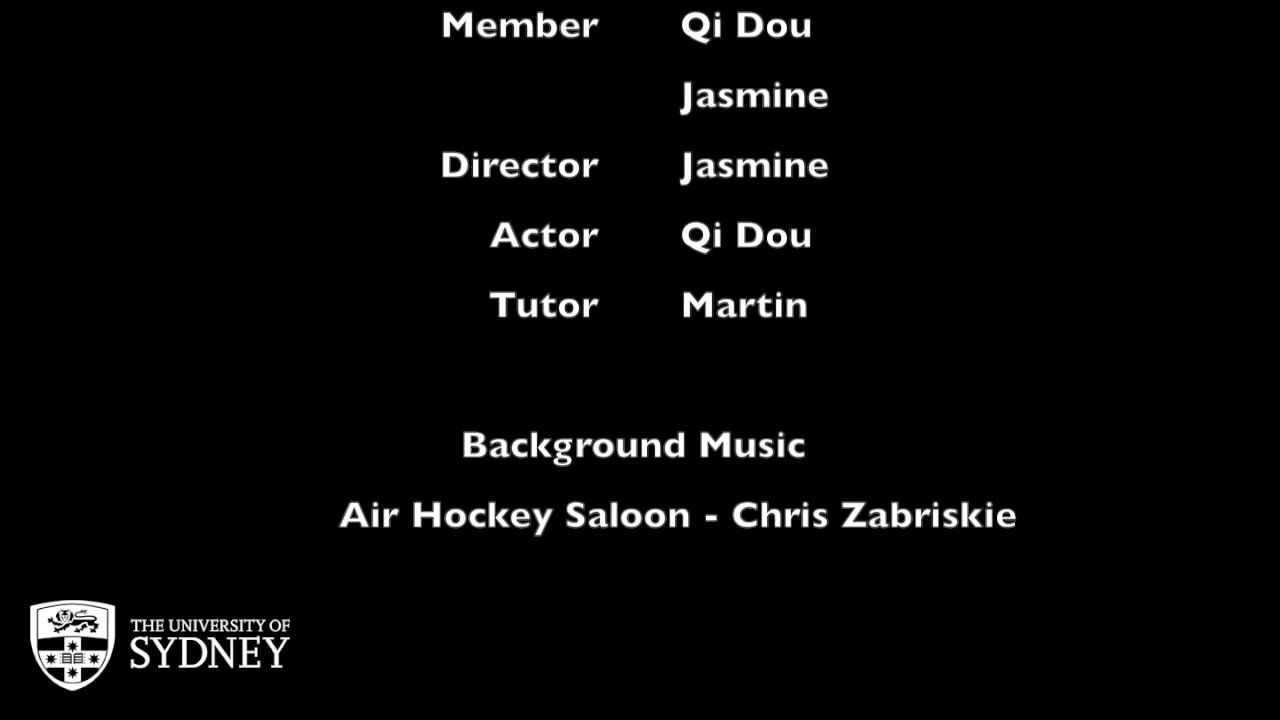 Member Qi Dou
Jasmine
Director Jasmine
Actor Qi Dou
Tutor Martin
Background Music
Air Hockey Saloon - Chris Zabriskie
THE UNIVERSITY OF
SYDNEY